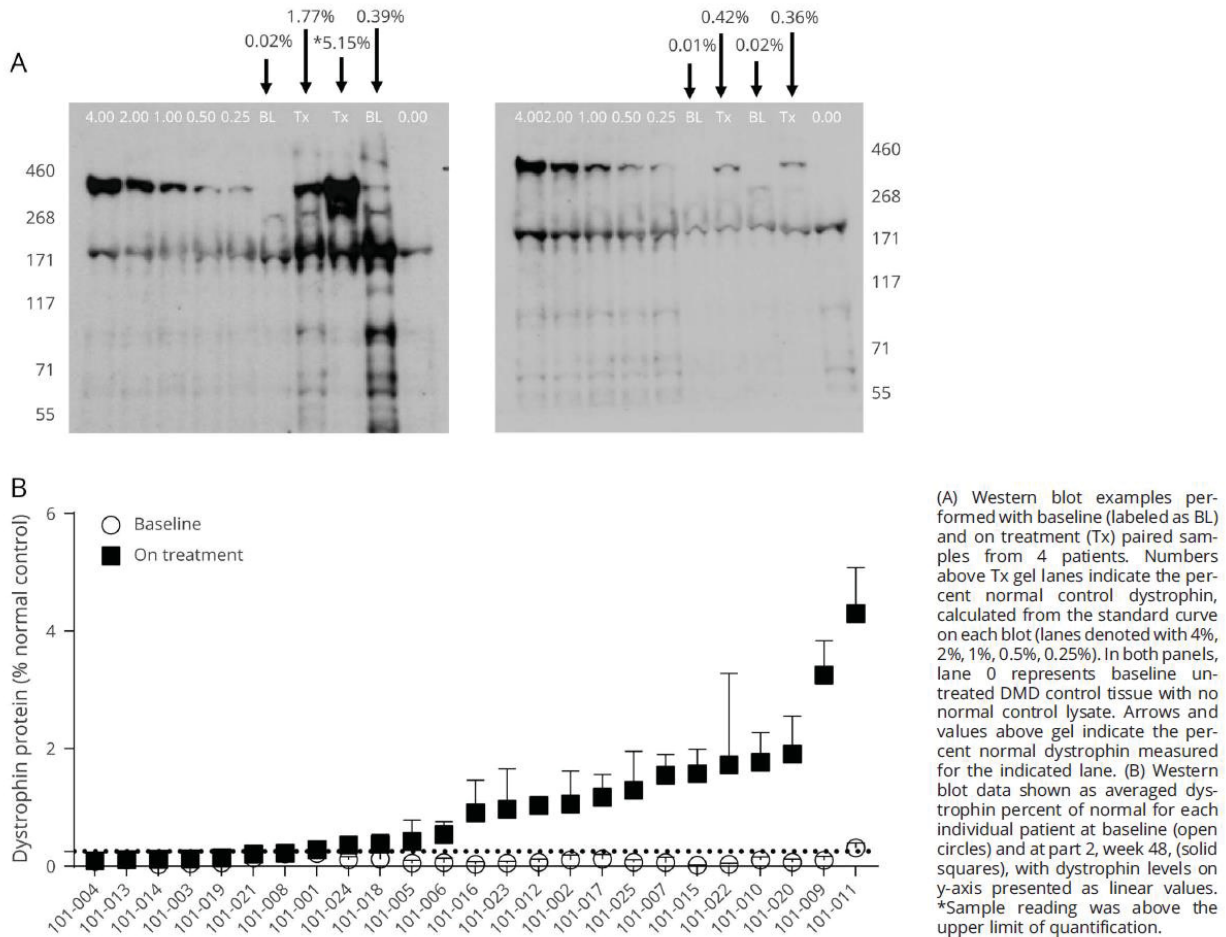 1.77% 0.39%
0.02% *5.15%
0.42% 0.36%
0.01% 0.02%
A
4.00 2.00 1.00 0.50 0.25 BL Tx Tx BL 0.00
4.002.00 1.00 0.50 0.25 BL Tx BL Tx 0.00
460
268
171
117
71
55
460
268
171
117
71
55
B
Dystrophin protein (% normal control)
6
4
2
0
Baseline
On treatment
101-004
101-013
101-014
101-003
101-019
101-021
101-008
101-001
101-024
101-018
101-005
101-006
101-016
101-023
101-012
101-002
101-017
101-025
101-007
101-015
101-022
101-010
101-020
101-009
101-011
(A) Western blot examples per-
formed with baseline (labeled as BL)
and on treatment (Tx) paired sam-
ples from 4 patients. Numbers
above Tx gel lanes indicate the per-
cent normal control dystrophin,
calculated from the standard curve
on each blot (lanes denoted with 4%,
2%, 1%, 0.5%, 0.25%). In both panels,
lane 0 represents baseline un-
treated DMD control tissue with no
normal control lysate. Arrows and
values above gel indicate the per-
cent normal dystrophin measured
for the indicated lane. (B) Western
blot data shown as averaged dys-
trophin percent of normal for each
individual patient at baseline (open
circles) and at part 2, week 48, (solid
squares), with dystrophin levels on
y-axis presented as linear values.
*Sample reading was above the
upper limit of quantification.